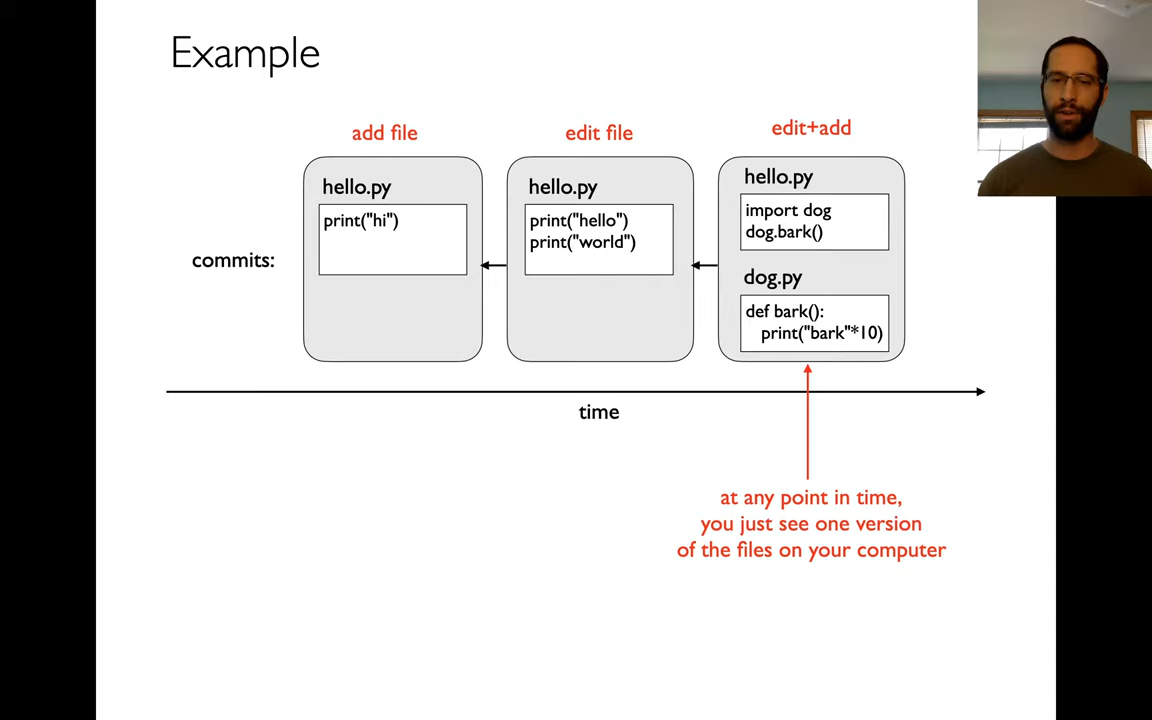 Example
add file
edit file
edit+add
hello.py
print("hi")
hello.py
print("hello")
print("world")
hello.py
import dog
dog.bark()
dog.py
def bark():
print("bark"*10)
commits:
time
at any point in time,
you just see one version
of the files on your computer